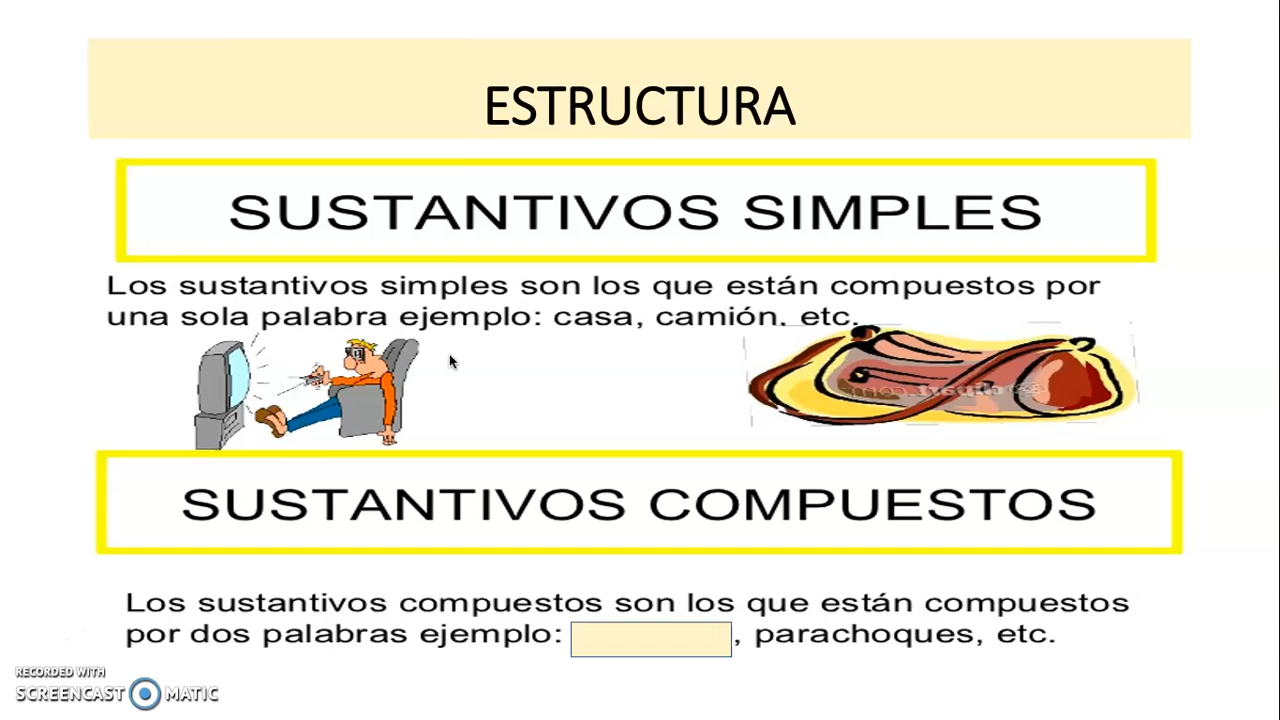 ESTRUCTURA
SUSTANTIVOS SIMPLES
Los sustantivos simples son los que están compuestos por
una sola palabra ejemplo: casa, camión, etc.
SUSTANTIVOS COMPUESTOS
Los sustantivos compuestos son los que están compuestos
por dos palabras ejemplo: , parachoques, etc.
RECORDED WITH
SCREENCAST MATIC